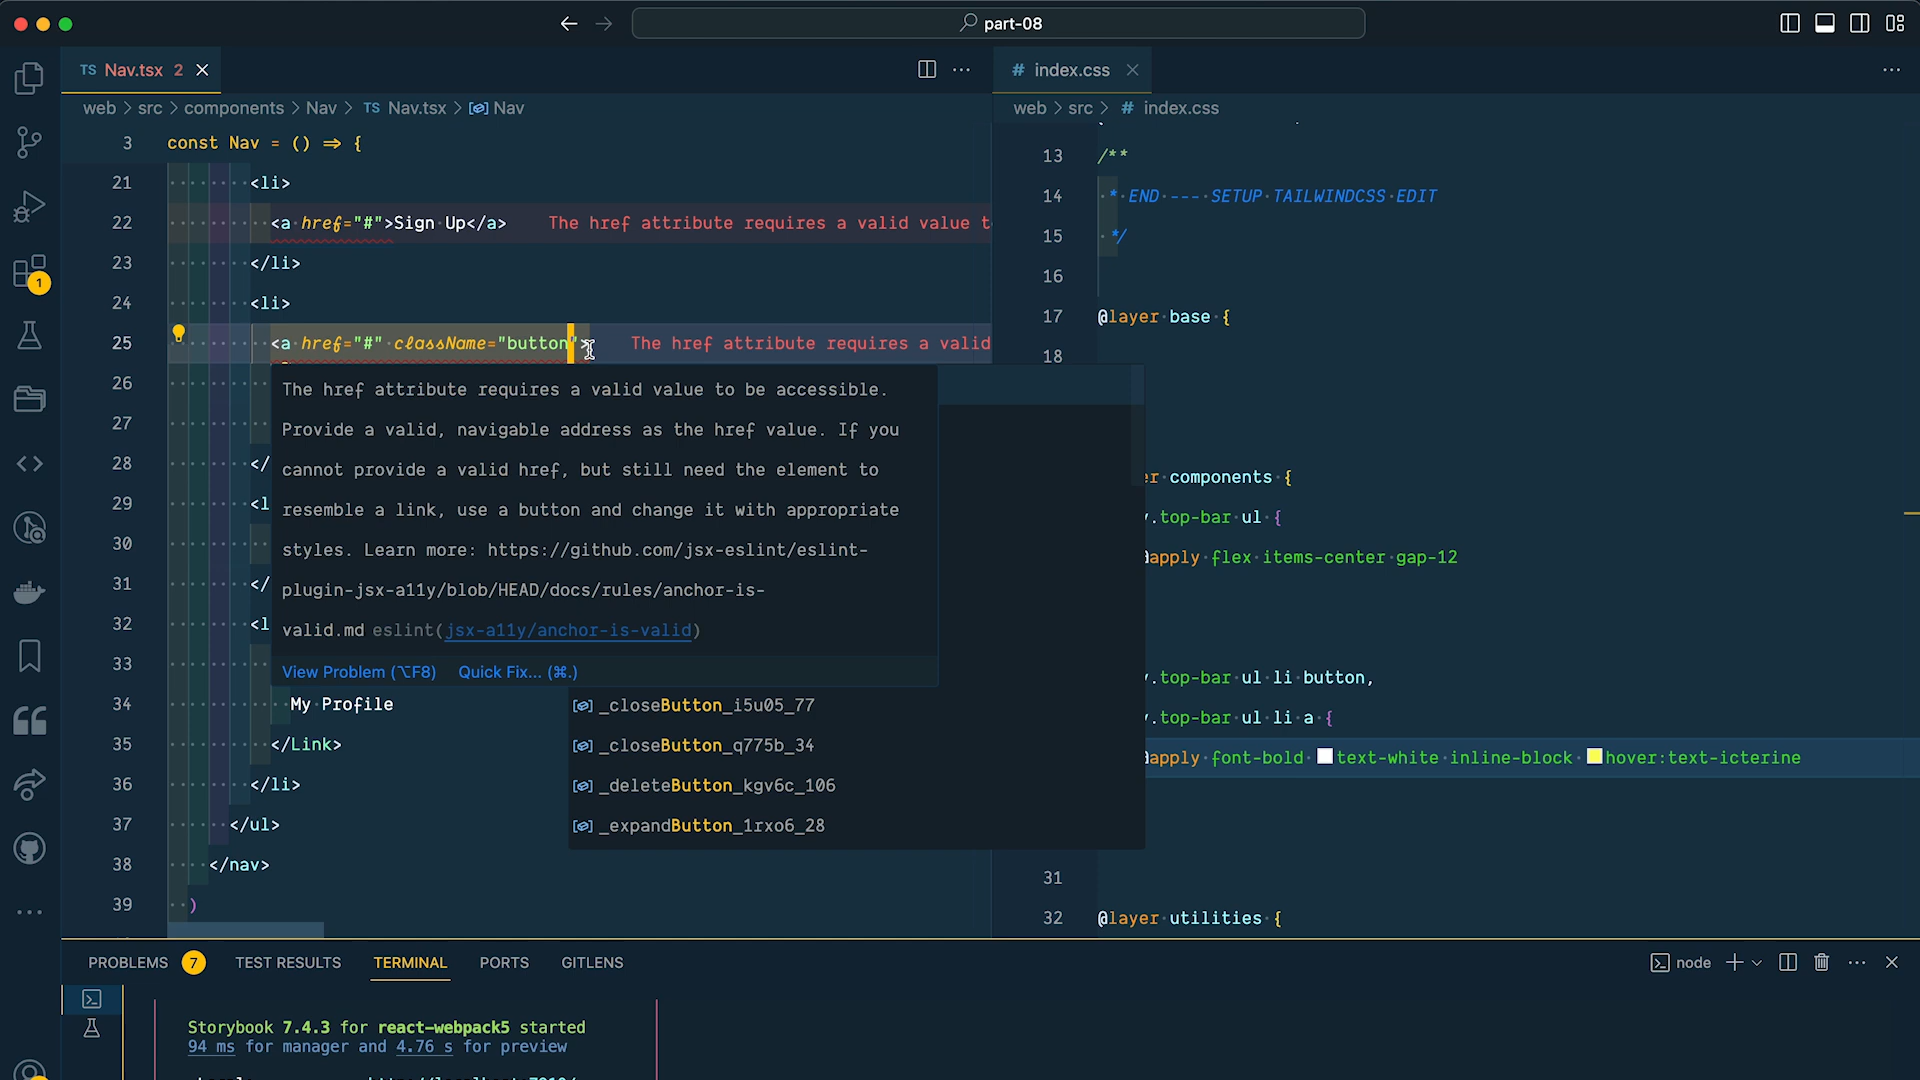 part-08
TS Nav.tsx 2
# index.css
web > src > components > Nav > TS Nav.tsx > Nav
web > src > # index.css
3 const Nav = () => {
21 <li>
22 <a href="#">Sign Up</a> The href attribute requires a valid value t
23 </li>
24 <li>
25 <a href="#" className="button"> The href attribute requires a valid
26
27
28 </
29 <l
30
31 </
32 <l
33
34 My Profile
35 </Link>
36 </li>
37 </ul>
38 </nav>
39 )
The href attribute requires a valid value to be accessible.
Provide a valid, navigable address as the href value. If you
cannot provide a valid href, but still need the element to
resemble a link, use a button and change it with appropriate
styles. Learn more: https://github.com/jsx-eslint/eslint-
plugin-jsx-a11y/blob/HEAD/docs/rules/anchor-is-
valid.md eslint(jsx-a11y/anchor-is-valid)
View Problem (⌥F8) Quick Fix... (⌘.)
_closeButton_i5u05_77
_closeButton_q775b_34
_deleteButton_kgv6c_106
_expandButton_1rxo6_28
13 /**
14 * END --- SETUP TAILWINDCSS EDIT
15 */
16
17 @layer base {
18
er components {
.top-bar ul {
apply flex items-center gap-12
.top-bar ul li button,
.top-bar ul li a {
apply font-bold text-white inline-block hover:text-icterine
31
32 @layer utilities {
1
PROBLEMS 7 TEST RESULTS TERMINAL PORTS GITLENS
node
Storybook 7.4.3 for react-webpack5 started
94 ms for manager and 4.76 s for preview